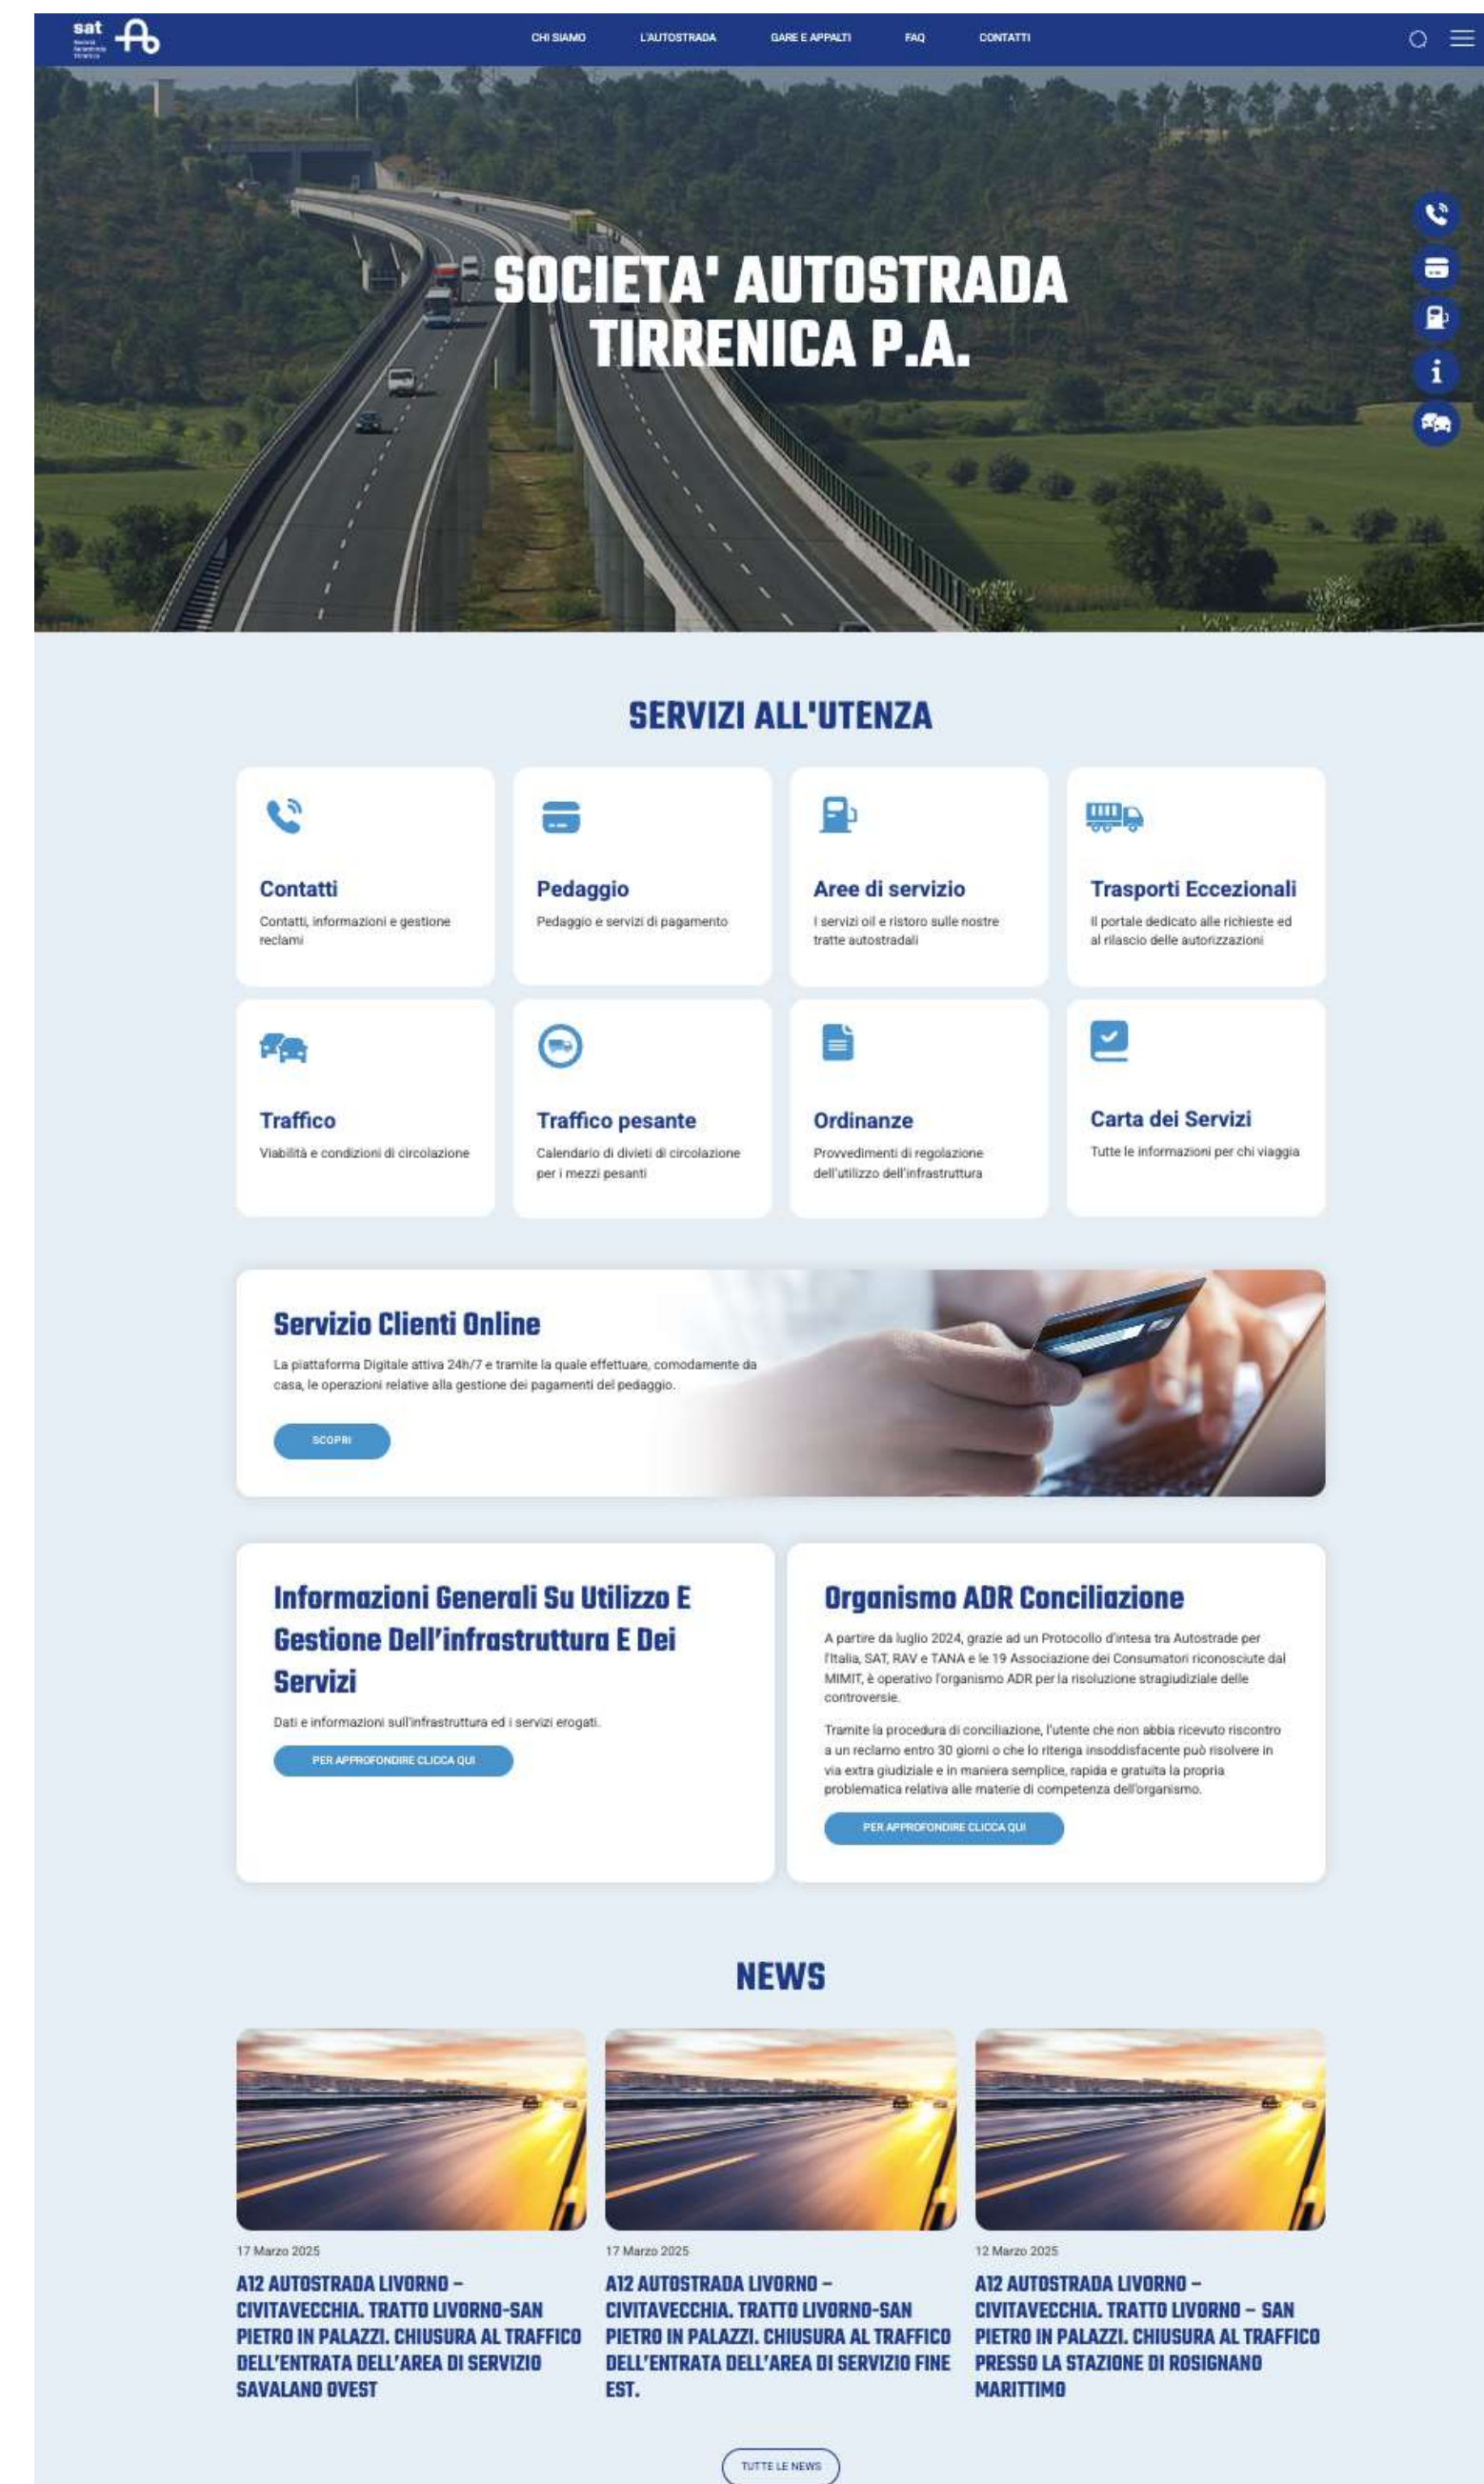 sat
Società
Autostrada
Tirrenica
CHI SIAMO
L'AUTOSTRADA
GARE E APPALTI
FAQ
CONTATTI
SOCIETA' AUTOSTRADA
TIRRENICA P.A.
SERVIZI ALL'UTENZA
Contatti
Contatti, informazioni e gestione
reclami
Pedaggio
Pedaggio e servizi di pagamento
Aree di servizio
I servizi oil e ristoro sulle nostre
tratte autostradali
Trasporti Eccezionali
Il portale dedicato alle richieste ed
al rilascio delle autorizzazioni
Traffico
Viabilità e condizioni di circolazione
Traffico pesante
Calendario di divieti di circolazione
per i mezzi pesanti
Ordinanze
Provvedimenti di regolazione
dell'utilizzo dell'infrastruttura
Carta dei Servizi
Tutte le informazioni per chi viaggia
Servizio Clienti Online
La piattaforma Digitale attiva 24h/7 e tramite la quale effettuare, comodamente da
casa, le operazioni relative alla gestione dei pagamenti del pedaggio.
SCOPRI
Informazioni Generali Su Utilizzo E
Gestione Dell'infrastruttura E Dei
Servizi
Dati e informazioni sull'infrastruttura ed i servizi erogati.
PER APPROFONDIRE CLICCA QUI
Organismo ADR Conciliazione
A partire da luglio 2024, grazie ad un Protocollo d'intesa tra Autostrade per
l'Italia, SAT, RAV e TANA e le 19 Associazione dei Consumatori riconosciute dal
MIMIT, è operativo l'organismo ADR per la risoluzione stragiudiziale delle
controversie.
Tramite la procedura di conciliazione, l'utente che non abbia ricevuto riscontro
a un reclamo entro 30 giorni o che lo ritenga insoddisfacente può risolvere in
via extra giudiziale e in maniera semplice, rapida e gratuita la propria
problematica relativa alle materie di competenza dell'organismo.
PER APPROFONDIRE CLICCA QUI
NEWS
17 Marzo 2025
A12 AUTOSTRADA LIVORNO –
CIVITAVECCHIA. TRATTO LIVORNO-SAN
PIETRO IN PALAZZI. CHIUSURA AL TRAFFICO
DELL'ENTRATA DELL'AREA DI SERVIZIO
SAVALANO OVEST
17 Marzo 2025
A12 AUTOSTRADA LIVORNO –
CIVITAVECCHIA. TRATTO LIVORNO-SAN
PIETRO IN PALAZZI. CHIUSURA AL TRAFFICO
DELL'ENTRATA DELL'AREA DI SERVIZIO FINE
EST.
12 Marzo 2025
A12 AUTOSTRADA LIVORNO –
CIVITAVECCHIA. TRATTO LIVORNO – SAN
PIETRO IN PALAZZI. CHIUSURA AL TRAFFICO
PRESSO LA STAZIONE DI ROSIGNANO
MARITTIMO
TUTTE LE NEWS